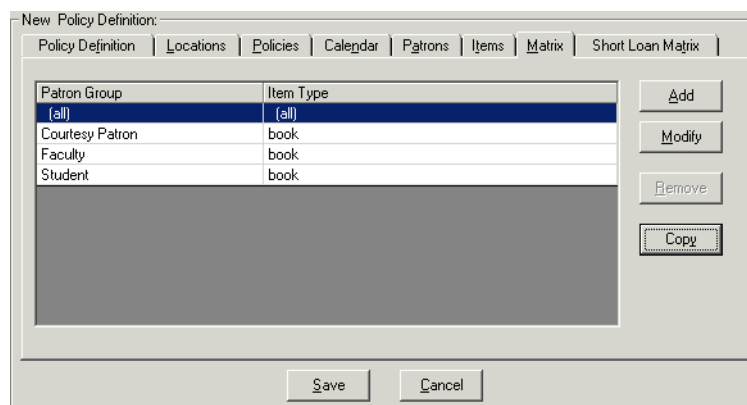 New Policy Definition:
Policy Definition Locations Policies Calendar Patrons Items Matrix Short Loan Matrix
Patron Group Item Type
(all) (all)
Courtesy Patron book
Faculty book
Student book
Add
Modify
Remove
Copy
Save Cancel